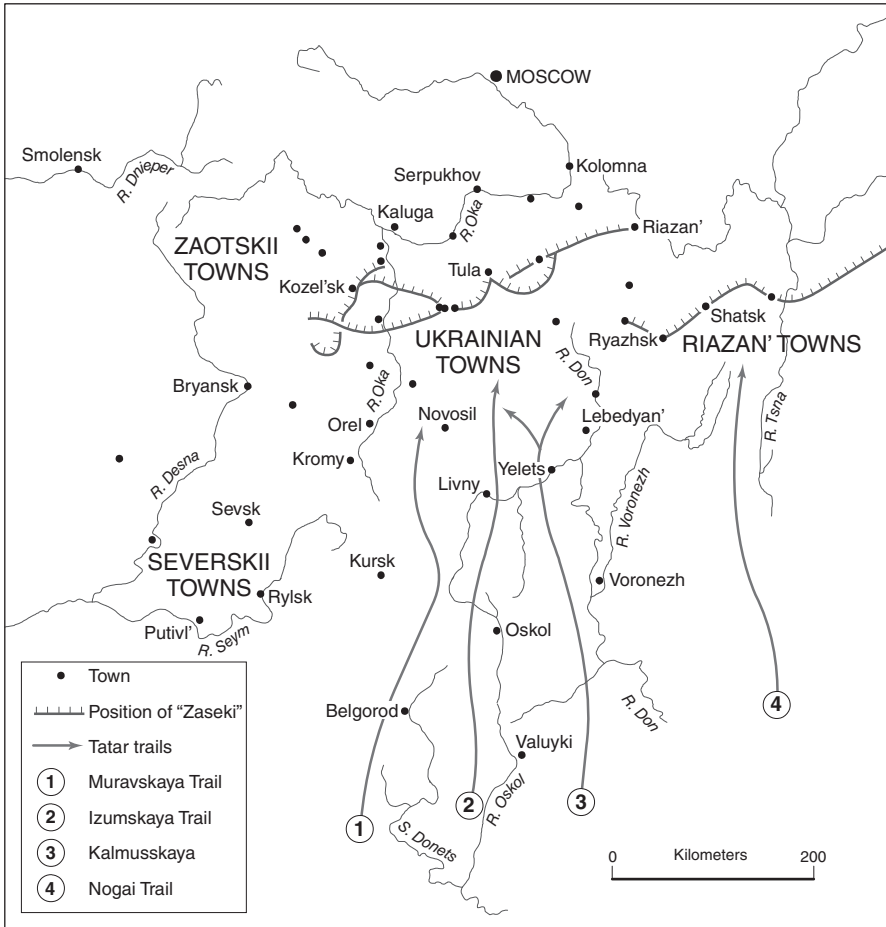 MOSCOW
Smolensk
R. Dnieper
Serpukhov
Kolomna
Kaluga
R.Oka
Riazan'
ZAOTSKII
TOWNS
Tula
Kozel'sk
Shatsk
UKRAINIAN
TOWNS
Ryazhsk
RIAZAN' TOWNS
R. Don
Bryansk
R.Oka
R. Tsna
Novosil
Lebedyan'
Orel
Kromy
Yelets
R. Desna
Livny
R. Voronezh
Sevsk
SEVERSKII
TOWNS
Kursk
Voronezh
Rylsk
Putivl'
R. Seym
Oskol
Town
Position of "Zaseki"
Tatar trails
1 Muravskaya Trail
2 Izumskaya Trail
3 Kalmusskaya
4 Nogai Trail
Belgorod
R. Don
4
Valuyki
R. Oskol
1
2
3
S. Donets
0 Kilometers 200